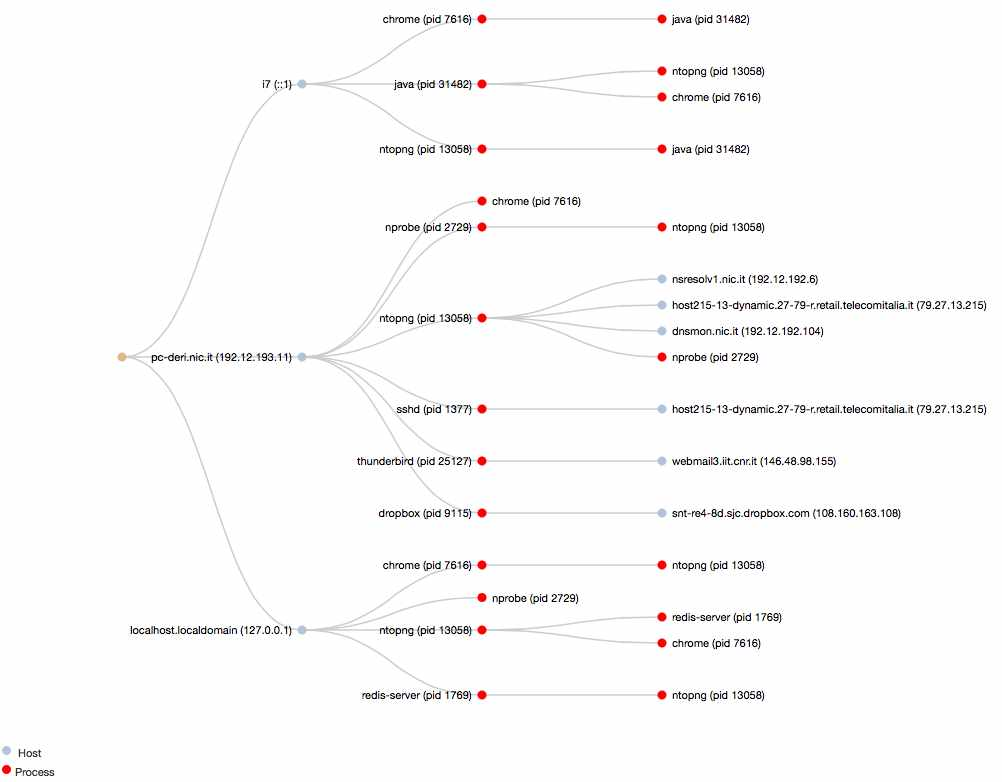 chrome (pid 7616)
java (pid 31482)
ntopng (pid 13058)
i7 (::1)
java (pid 31482)
chrome (pid 7616)
ntopng (pid 13058)
java (pid 31482)
chrome (pid 7616)
nprobe (pid 2729)
ntopng (pid 13058)
nsresolv1.nic.it (192.12.192.6)
host215-13-dynamic.27-79-r.retail.telecomitalia.it (79.27.13.215)
ntopng (pid 13058)
dnsmon.nic.it (192.12.192.104)
pc-deri.nic.it (192.12.193.11)
nprobe (pid 2729)
sshd (pid 1377)
host215-13-dynamic.27-79-r.retail.telecomitalia.it (79.27.13.215)
thunderbird (pid 25127)
webmail3.iit.cnr.it (146.48.98.155)
dropbox (pid 9115)
snt-re4-8d.sjc.dropbox.com (108.160.163.108)
chrome (pid 7616)
ntopng (pid 13058)
nprobe (pid 2729)
redis-server (pid 1769)
localhost.localdomain (127.0.0.1)
ntopng (pid 13058)
chrome (pid 7616)
redis-server (pid 1769)
ntopng (pid 13058)
Host
Process